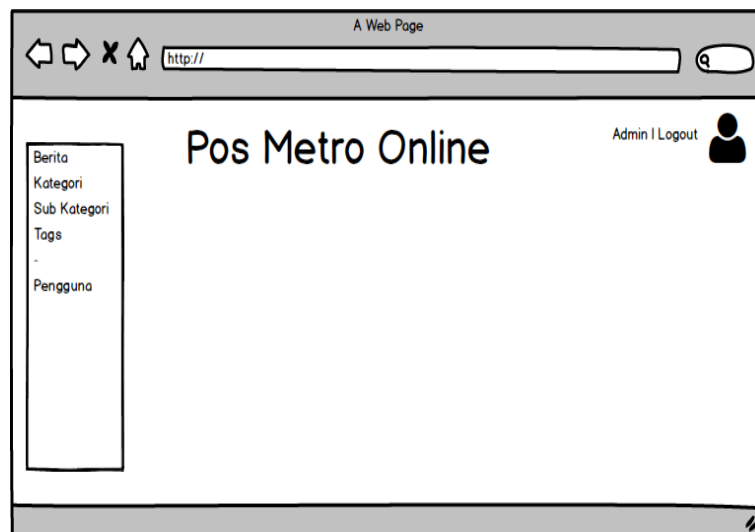 A Web Page
http://
Pos Metro Online
Admin | Logout
Berita
Kategori
Sub Kategori
Tags
-
Pengguna